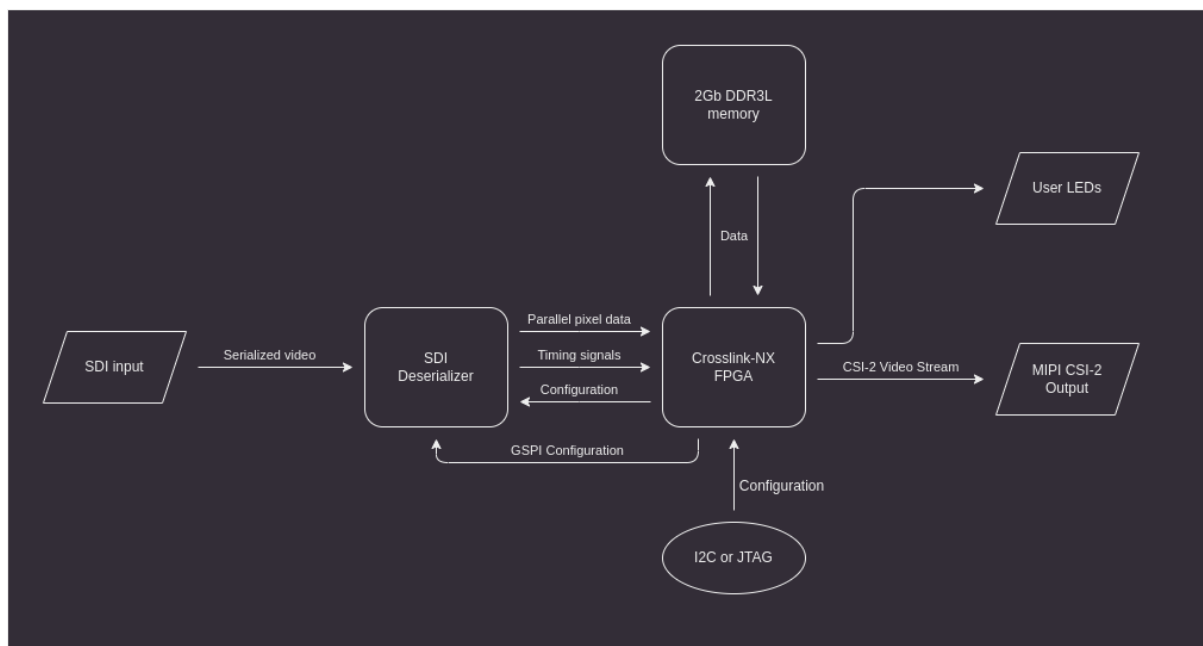 2Gb DDR3L
memory
User LEDs
Data
Parallel pixel data
SDI input
Serialized video
SDI
Deserializer
Timing signals
Configuration
Crosslink-NX
FPGA
CSI-2 Video Stream
MIPI CSI-2
Output
GSPI Configuration
Configuration
I2C or JTAG